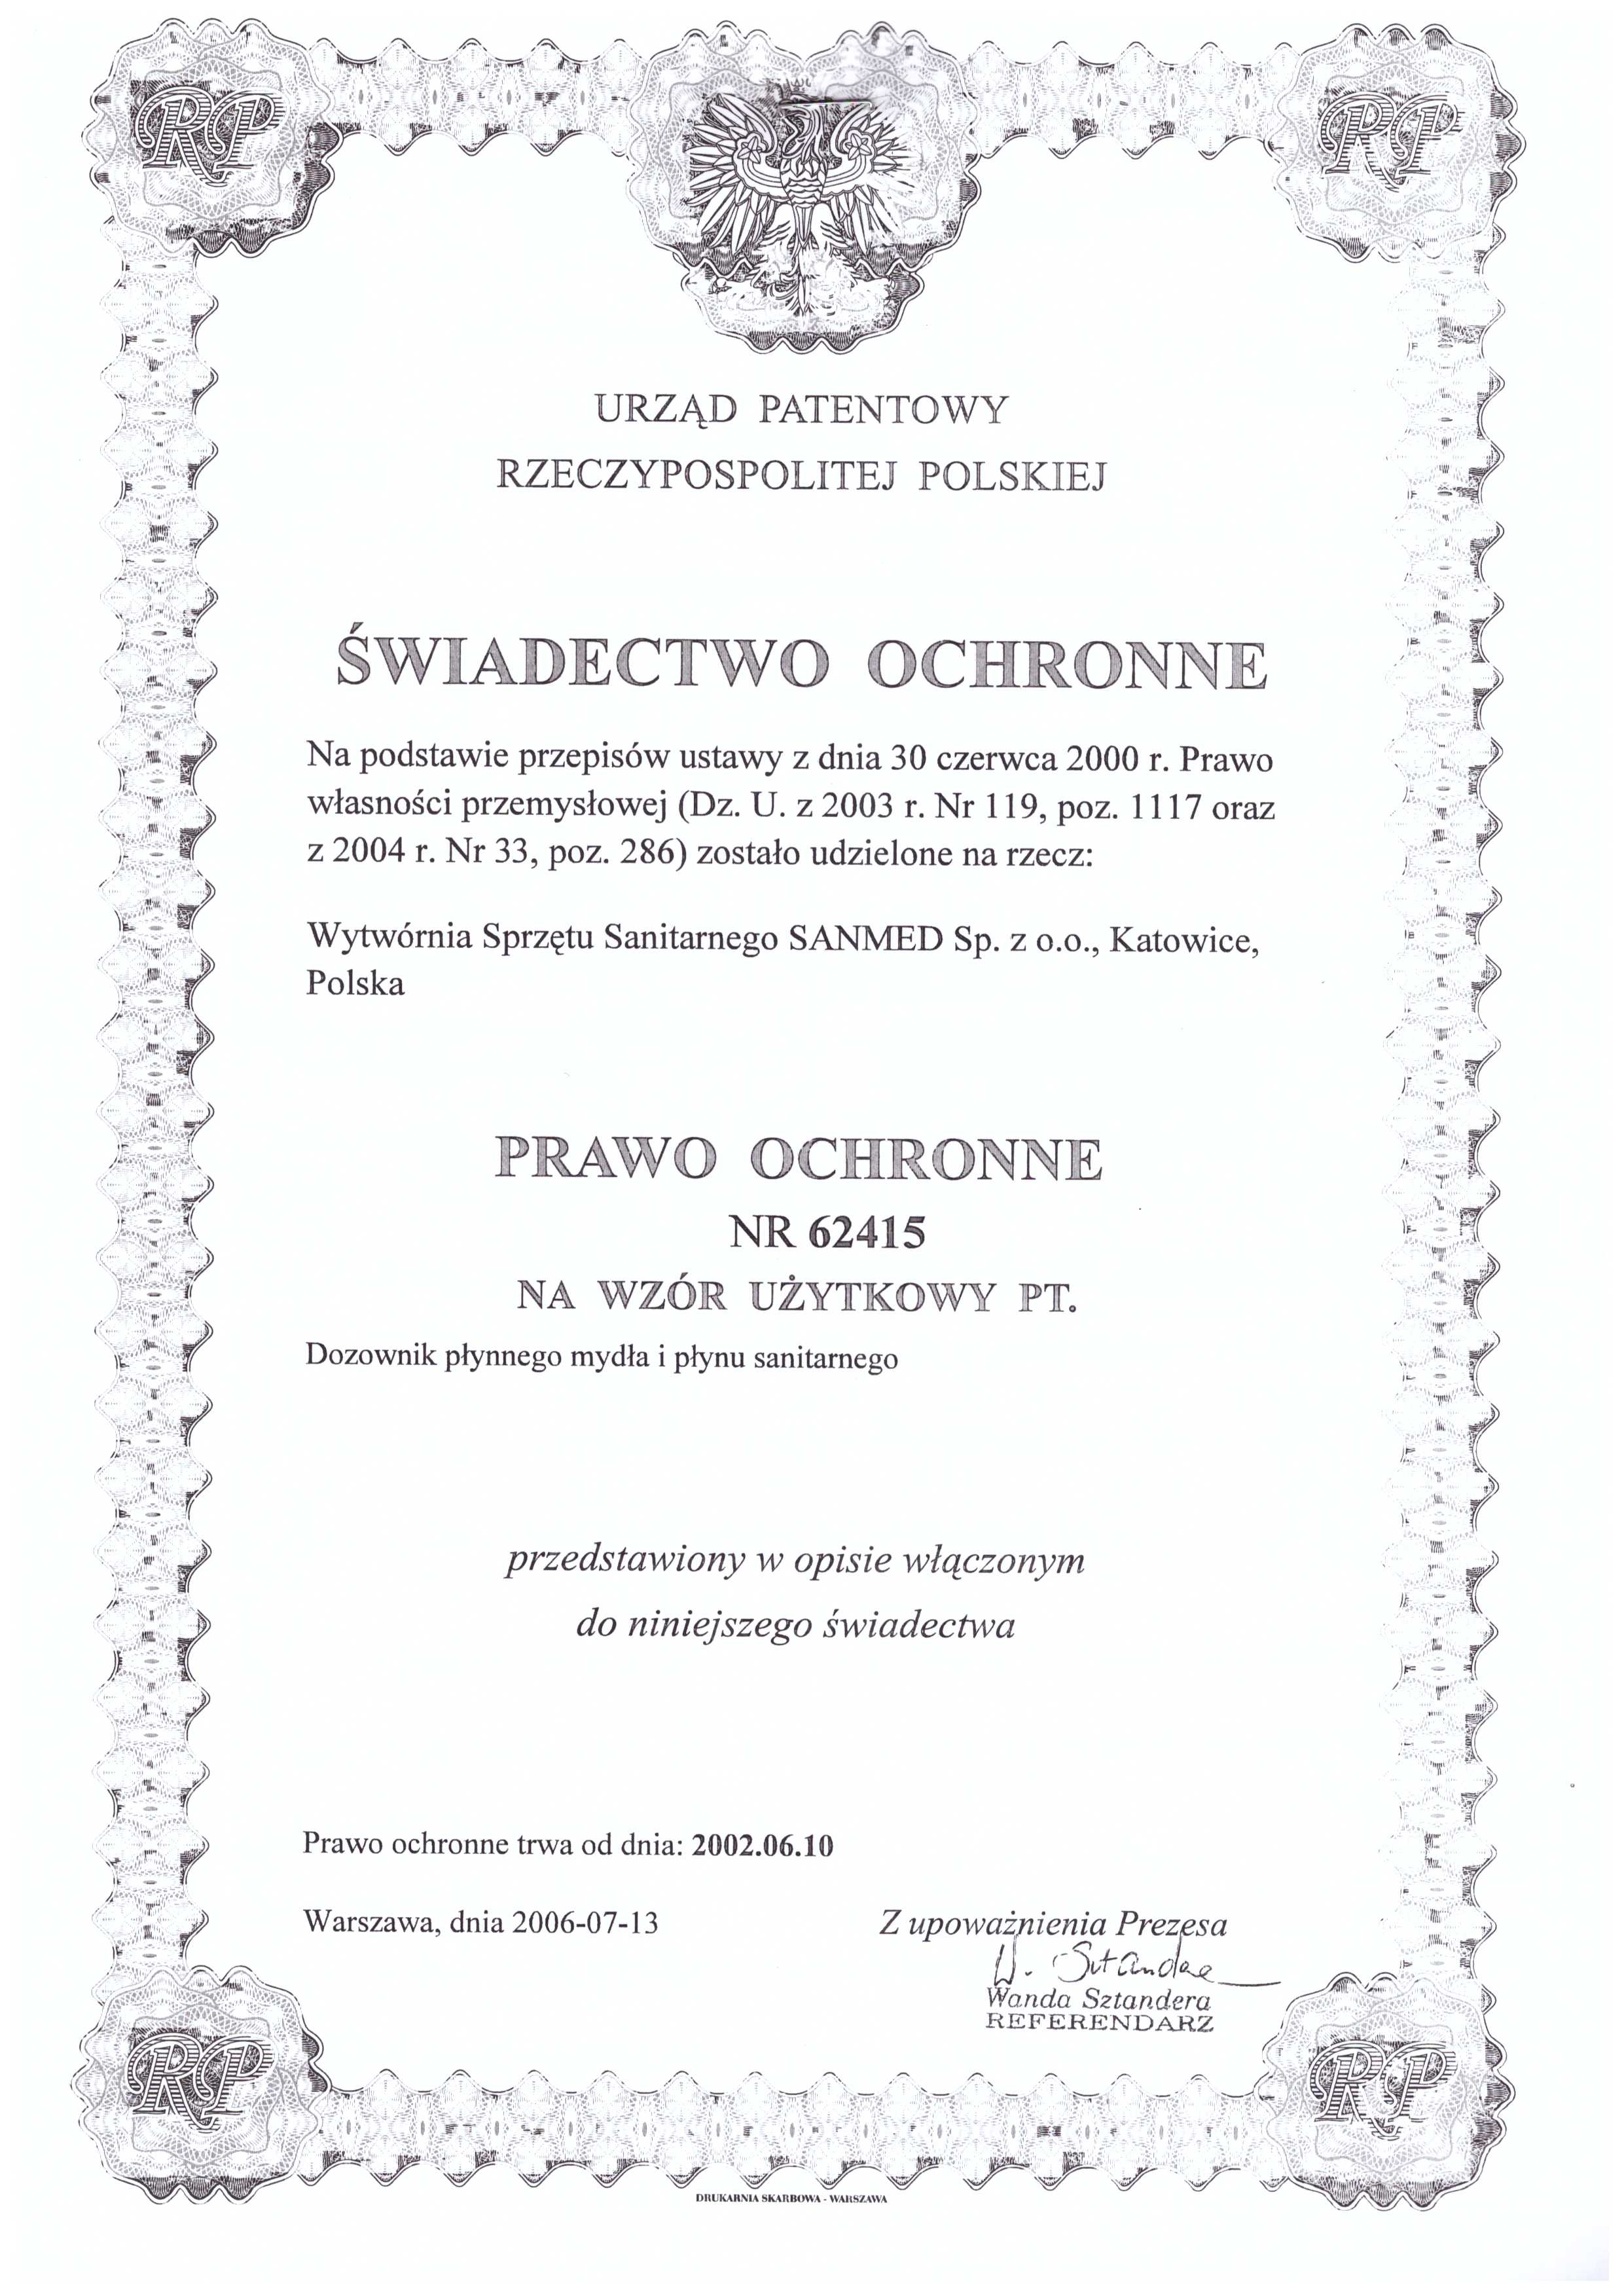 RP
RP
URZĄD PATENTOWY
RZECZYPOSPOLITEJ POLSKIEJ
ŚWIADECTWO OCHRONNE
Na podstawie przepisów ustawy z dnia 30 czerwca 2000 r. Prawo
własności przemysłowej (Dz. U. z 2003 r. Nr 119, poz. 1117 oraz
z 2004 r. Nr 33, poz. 286) zostało udzielone na rzecz:
Wytwórnia Sprzętu Sanitarnego SANMED Sp. z o.o., Katowice,
Polska
PRAWO OCHRONNE
NR 62415
NA WZÓR UŻYTKOWY PT.
Dozownik płynnego mydła i płynu sanitarnego
przedstawiony w opisie włączonym
do niniejszego świadectwa
Prawo ochronne trwa od dnia: 2002.06.10
Warszawa, dnia 2006-07-13
Z upoważnienia Prezesa
Wanda Sztandera
REFERENDARZ
RP
RP
DRUKARNIA SKARBOWA - WARSZAWA